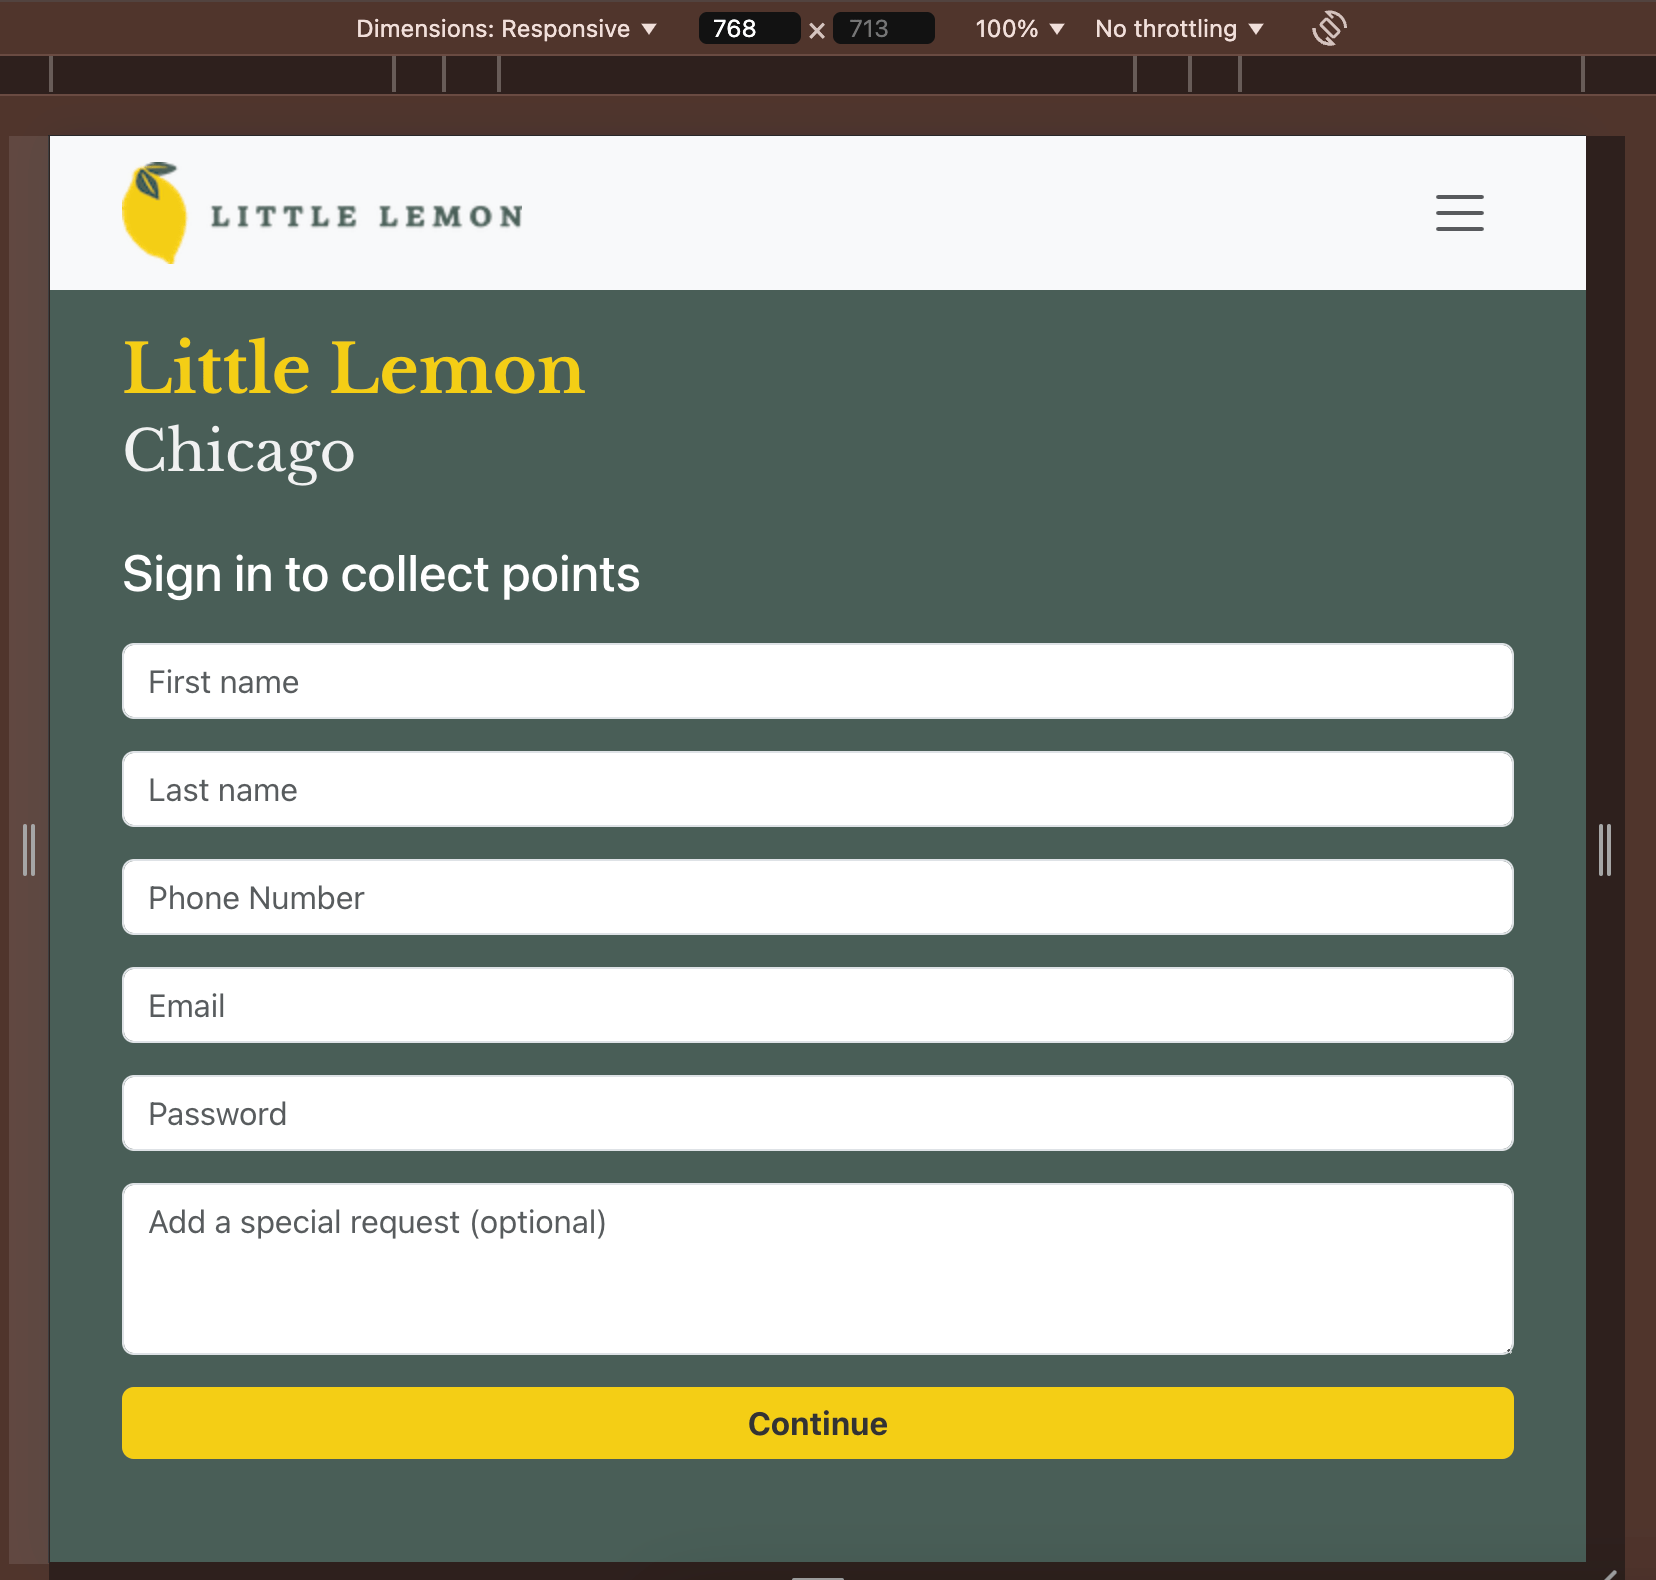 Dimensions: Responsive ▼ 768 × 713 100% ▼ No throttling ▼
LITTLE LEMON
Little Lemon
Chicago
Sign in to collect points
First name
Last name
Phone Number
Email
Password
Add a special request (optional)
Continue